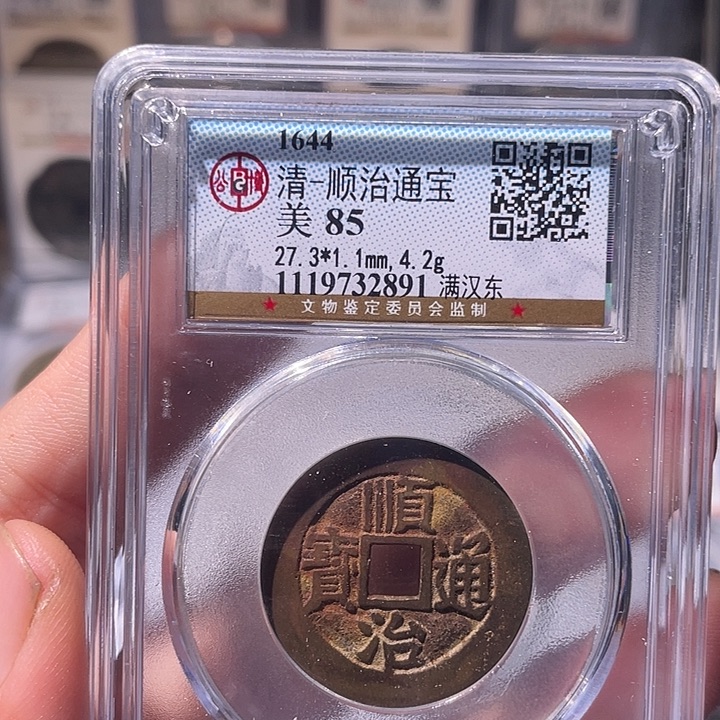 1644
清-顺治通宝
美 85
27.3*1.1mm,4.2g
1119732891 满汉东
★ 文物鉴定委员会监制 ★
順
寶 通
治